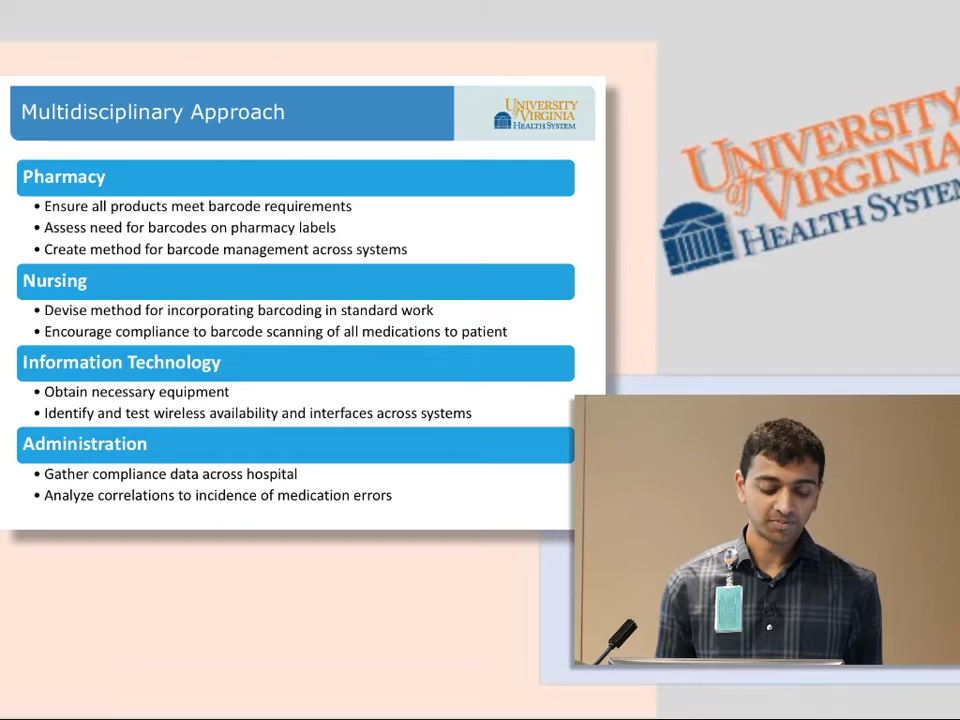 Multidisciplinary Approach
UNIVERSITY
of VIRGINIA
HEALTH SYSTEM
Pharmacy
• Ensure all products meet barcode requirements
• Assess need for barcodes on pharmacy labels
• Create method for barcode management across systems
Nursing
• Devise method for incorporating barcoding in standard work
• Encourage compliance to barcode scanning of all medications to patient
Information Technology
• Obtain necessary equipment
• Identify and test wireless availability and interfaces across systems
Administration
• Gather compliance data across hospital
• Analyze correlations to incidence of medication errors
UNIVERSITY
of VIRGINIA
HEALTH SYSTEM